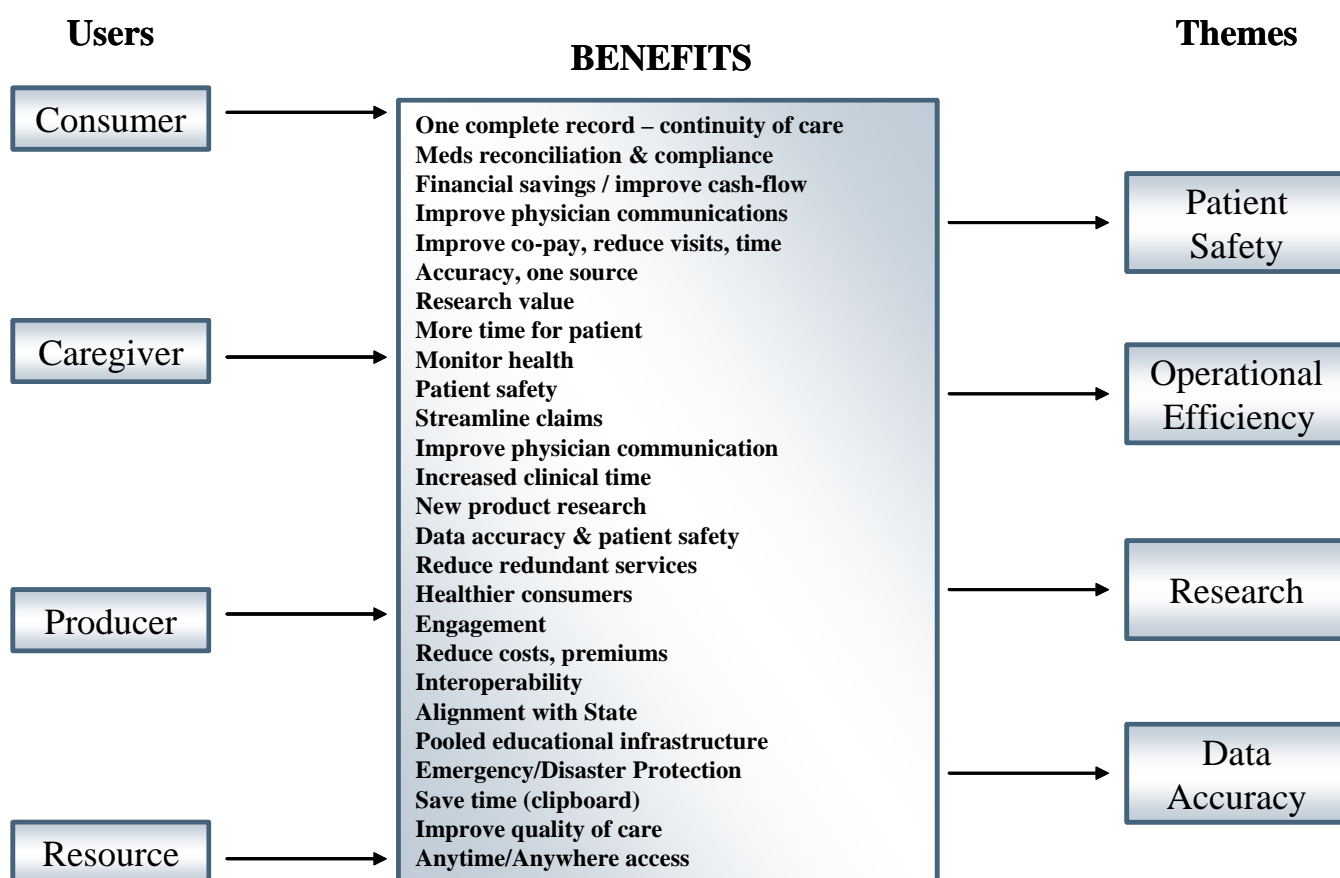 Users
Consumer
Caregiver
Producer
Resource
BENEFITS
One complete record – continuity of care
Meds reconciliation & compliance
Financial savings / improve cash-flow
Improve physician communications
Improve co-pay, reduce visits, time
Accuracy, one source
Research value
More time for patient
Monitor health
Patient safety
Streamline claims
Improve physician communication
Increased clinical time
New product research
Data accuracy & patient safety
Reduce redundant services
Healthier consumers
Engagement
Reduce costs, premiums
Interoperability
Alignment with State
Pooled educational infrastructure
Emergency/Disaster Protection
Save time (clipboard)
Improve quality of care
Anytime/Anywhere access
Themes
Patient
Safety
Operational
Efficiency
Research
Data
Accuracy